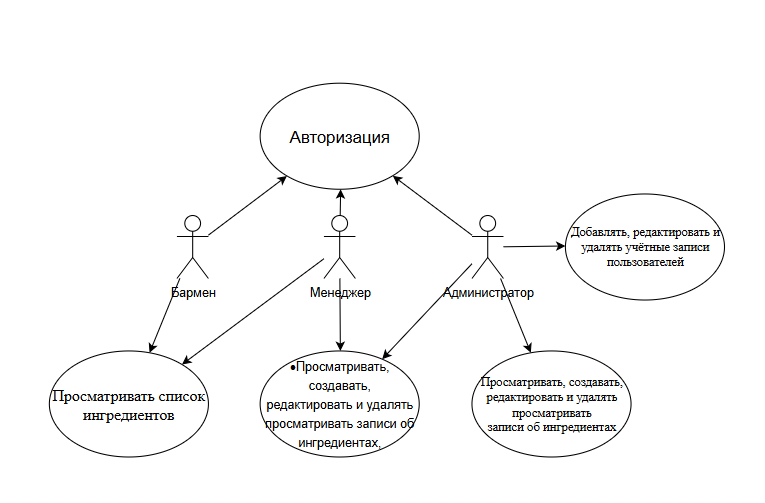 Авторизация
Добавлять, редактировать и
удалять учётные записи
пользователей
Бармен
Менеджер
Администратор
Просматривать список
ингредиентов
•Просматривать,
создавать,
редактировать и удалять
просматривать записи об
ингредиентах,
Просматривать, создавать,
редактировать и удалять
просматривать
записи об ингредиентах